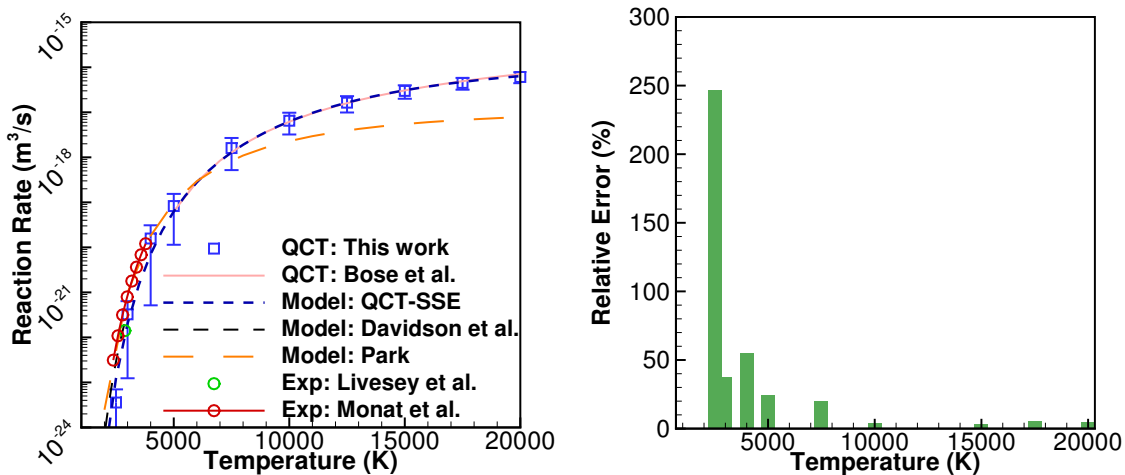 10^-15
10^-18
10^-21
10^-24
Reaction Rate (m^3/s)
QCT: This work
QCT: Bose et al.
Model: QCT-SSE
Model: Davidson et al.
Model: Park
Exp: Livesey et al.
Exp: Monat et al.
5000 10000 15000 20000
Temperature (K)
300
250
200
150
100
50
0
Relative Error (%)
5000 10000 15000 20000
Temperature (K)